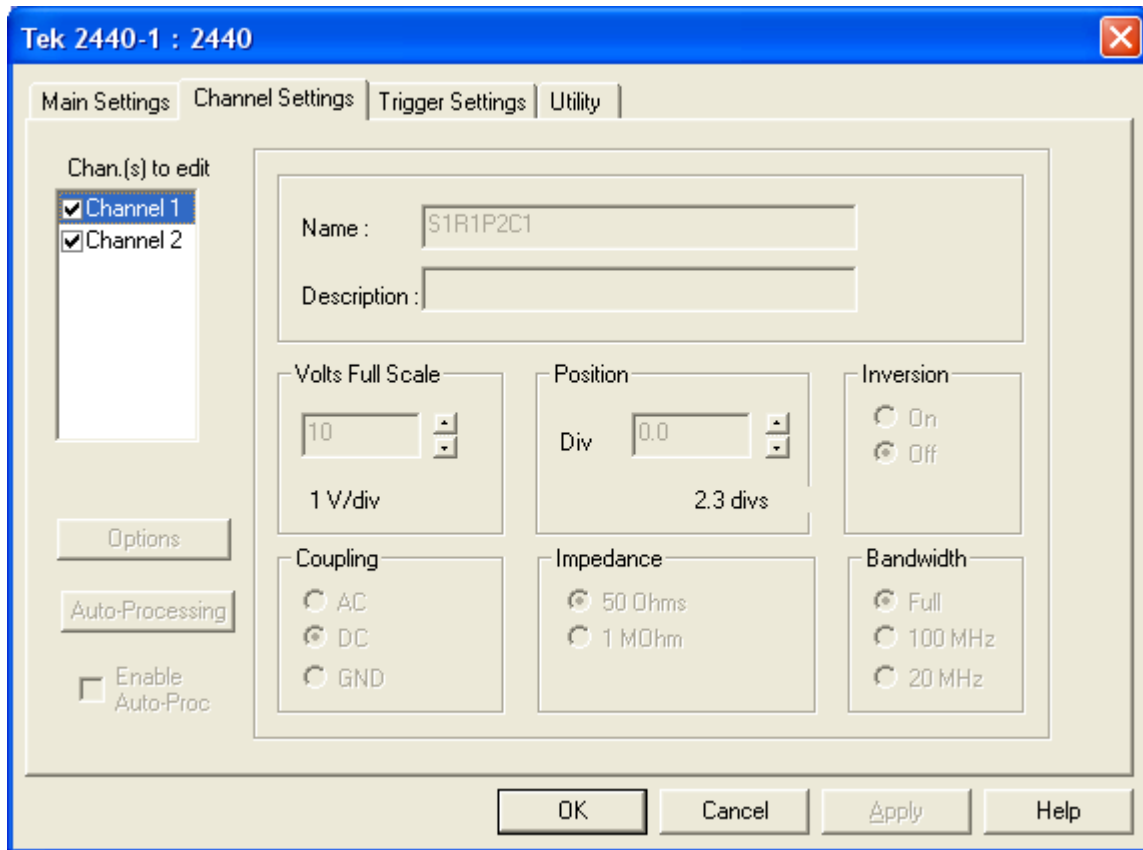 Tek 2440-1 : 2440
Main Settings
Channel Settings
Trigger Settings
Utility
Chan.(s) to edit
Channel 1
Channel 2
Options
Auto-Processing
Enable
Auto-Proc
Name :
S1R1P2C1
Description :
Volts Full Scale
10
1 V/div
Position
Div
0.0
2.3 divs
Inversion
On
Off
Coupling
AC
DC
GND
Impedance
50 Ohms
1 MOhm
Bandwidth
Full
100 MHz
20 MHz
OK
Cancel
Apply
Help